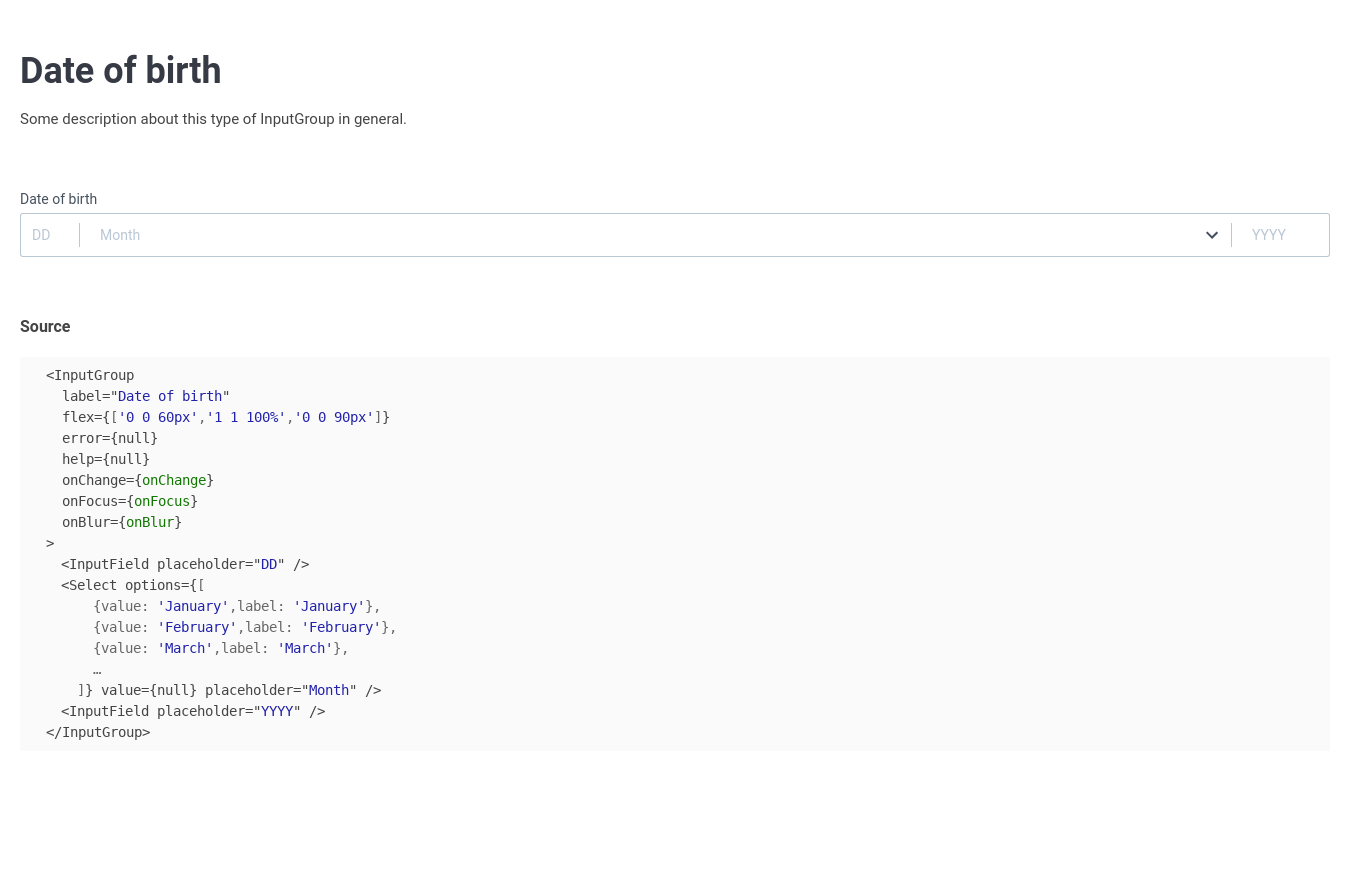 Date of birth
Some description about this type of InputGroup in general.
Date of birth
DD Month YYYY
Source
<InputGroup
  label="Date of birth"
  flex={['0 0 60px','1 1 100%','0 0 90px']}
  error={null}
  help={null}
  onChange={onChange}
  onFocus={onFocus}
  onBlur={onBlur}
>
  <InputField placeholder="DD" />
  <Select options={[
      {value: 'January',label: 'January'},
      {value: 'February',label: 'February'},
      {value: 'March',label: 'March'},
      …
    ]} value={null} placeholder="Month" />
  <InputField placeholder="YYYY" />
</InputGroup>